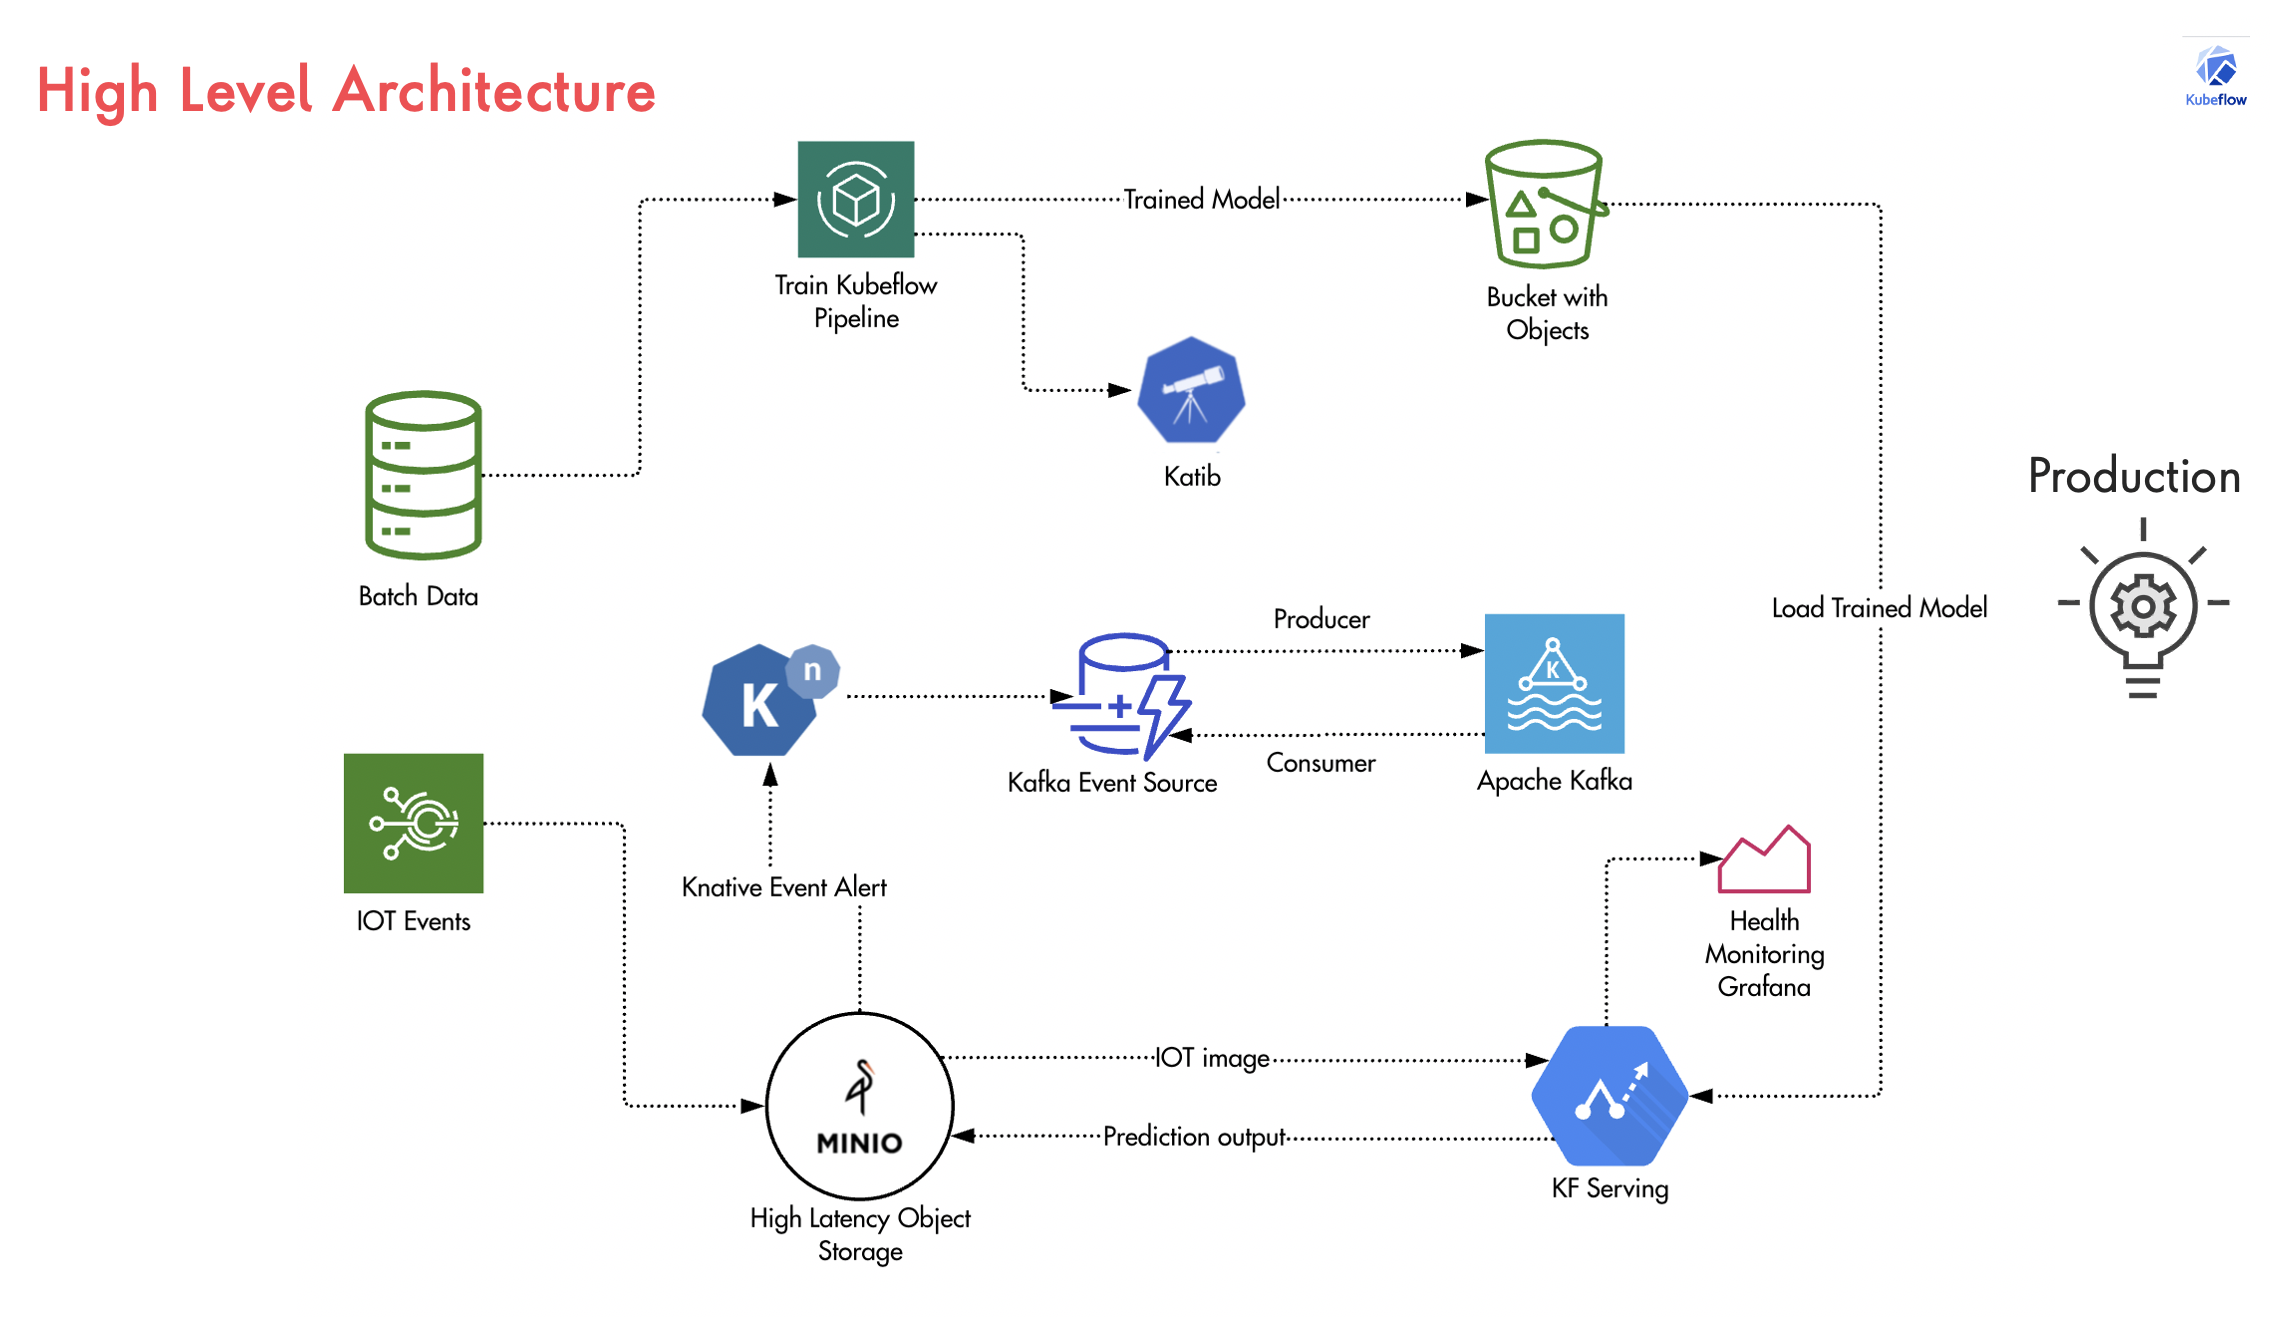 High Level Architecture
Kubeflow
Trained Model
Train Kubeflow
Pipeline
Bucket with
Objects
Katib
Production
Batch Data
Load Trained Model
Producer
K
n
K
Consumer
Kafka Event Source
Apache Kafka
Knative Event Alert
IOT Events
Health
Monitoring
Grafana
IOT image
MINIO
Prediction output
KF Serving
High Latency Object
Storage